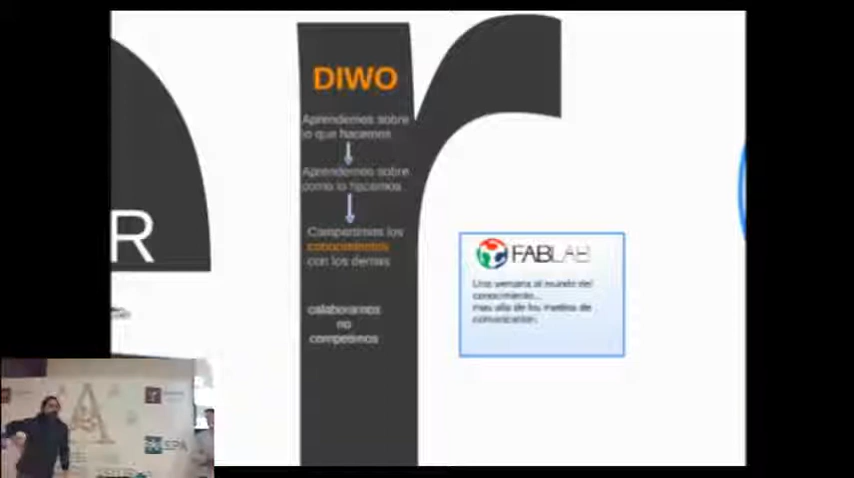 DIWO
Aprendemos sobre
lo que hacemos
Aprendemos sobre
como lo hacemos
Compartimos los
conocimientos
con los demas
colaboramos
no
competimos
R
FABLAB
Una ventana al mundo del
conocimiento...
mas alla de los medios de
comunicación.
A